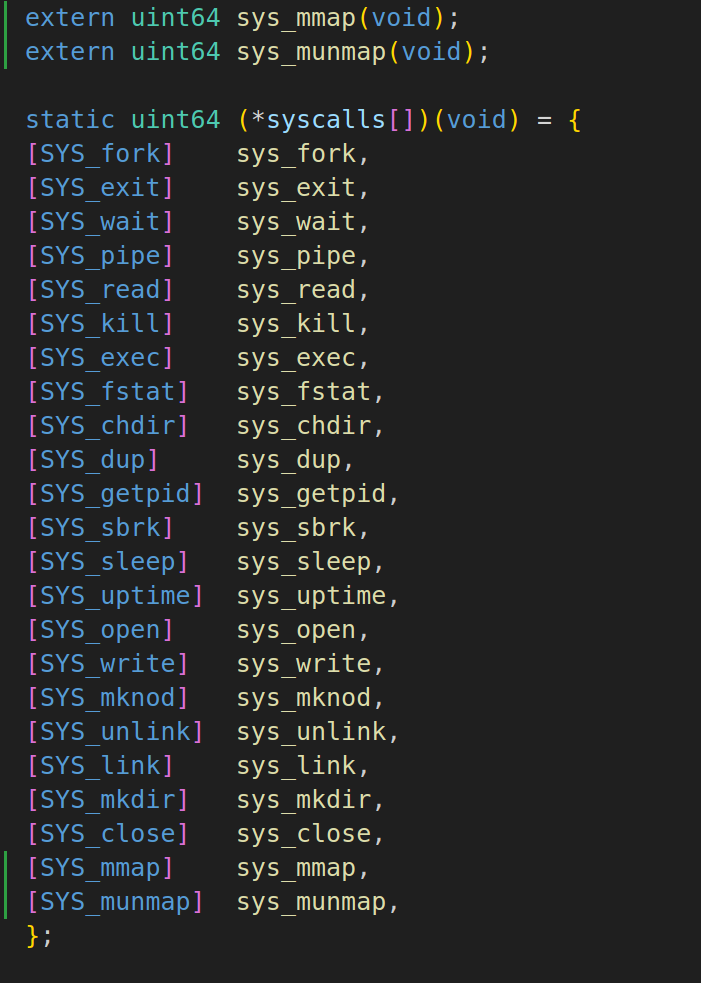 extern uint64 sys_mmap(void);
extern uint64 sys_munmap(void);

static uint64 (*syscalls[])(void) = {
[SYS_fork]    sys_fork,
[SYS_exit]    sys_exit,
[SYS_wait]    sys_wait,
[SYS_pipe]    sys_pipe,
[SYS_read]    sys_read,
[SYS_kill]    sys_kill,
[SYS_exec]    sys_exec,
[SYS_fstat]   sys_fstat,
[SYS_chdir]   sys_chdir,
[SYS_dup]     sys_dup,
[SYS_getpid]  sys_getpid,
[SYS_sbrk]    sys_sbrk,
[SYS_sleep]   sys_sleep,
[SYS_uptime]  sys_uptime,
[SYS_open]    sys_open,
[SYS_write]   sys_write,
[SYS_mknod]   sys_mknod,
[SYS_unlink]  sys_unlink,
[SYS_link]    sys_link,
[SYS_mkdir]   sys_mkdir,
[SYS_close]   sys_close,
[SYS_mmap]    sys_mmap,
[SYS_munmap]  sys_munmap,
};